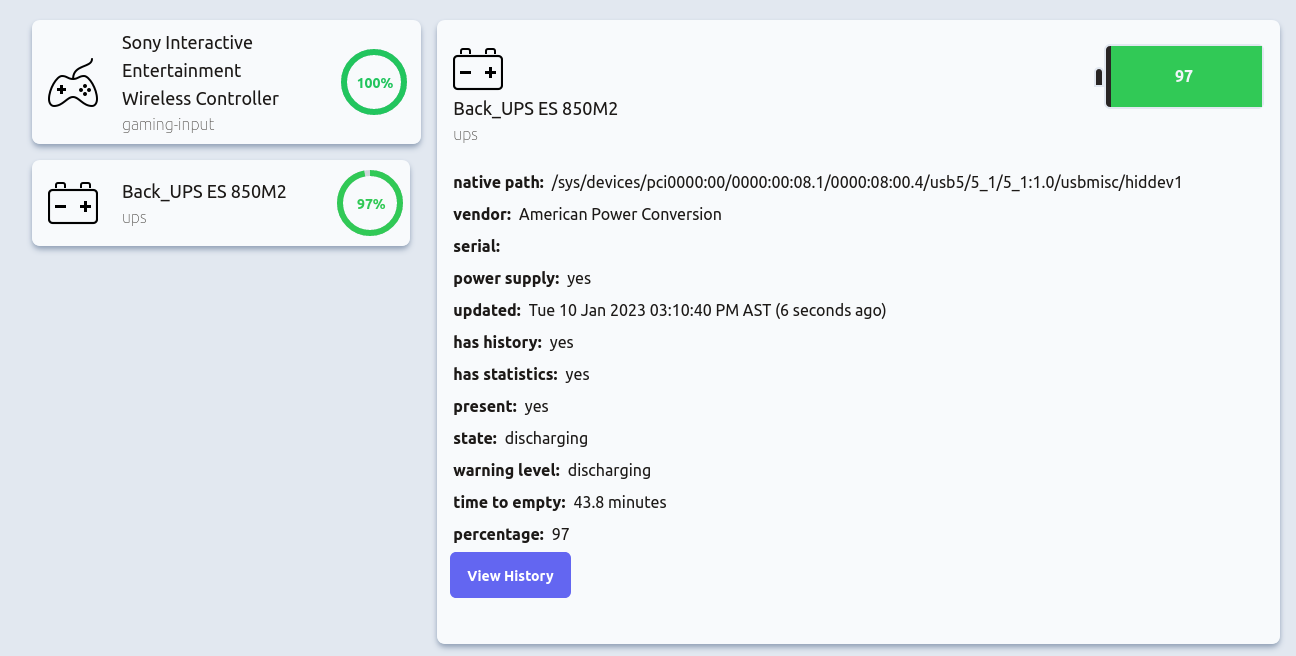 Sony Interactive
Entertainment
Wireless Controller
gaming-input
100%
Back_UPS ES 850M2
ups
97%
97
Back_UPS ES 850M2
ups
native path: /sys/devices/pci0000:00/0000:00:08.1/0000:08:00.4/usb5/5_1/5_1:1.0/usbmisc/hiddev1
vendor: American Power Conversion
serial:
power supply: yes
updated: Tue 10 Jan 2023 03:10:40 PM AST (6 seconds ago)
has history: yes
has statistics: yes
present: yes
state: discharging
warning level: discharging
time to empty: 43.8 minutes
percentage: 97
View History